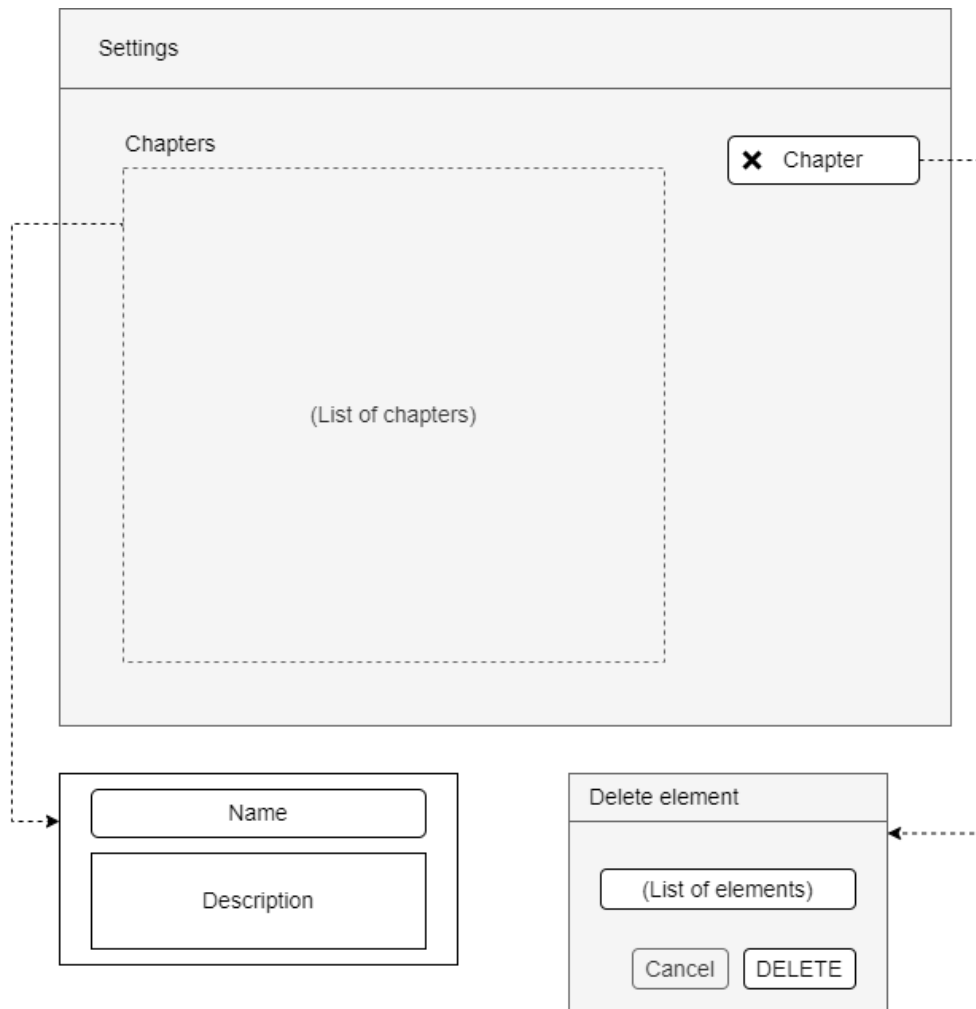 Settings
Chapters
Chapter
(List of chapters)
Name
Description
Delete element
(List of elements)
Cancel
DELETE